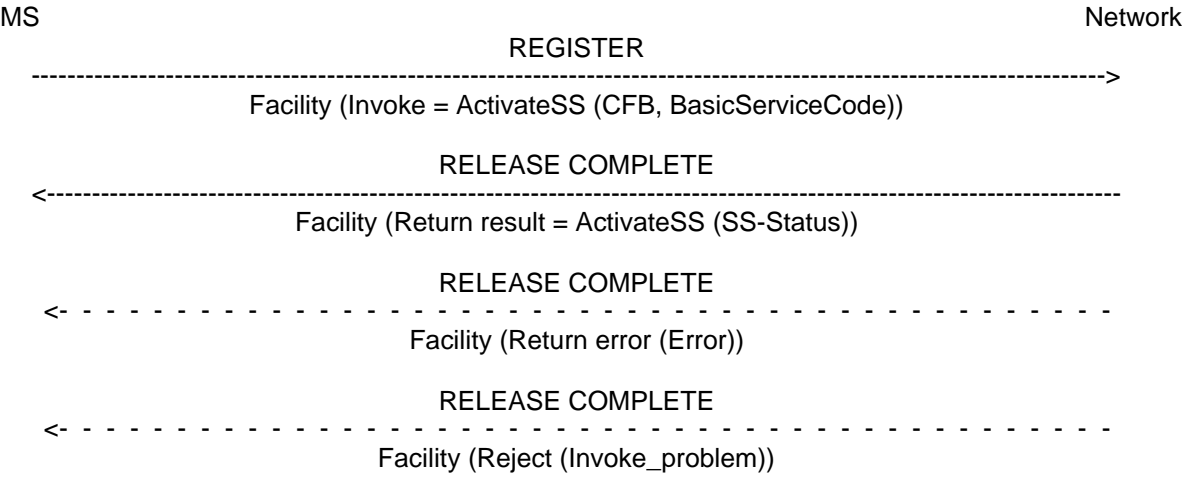 MS Network
REGISTER
Facility (Invoke = ActivateSS (CFB, BasicServiceCode))
RELEASE COMPLETE
Facility (Return result = ActivateSS (SS-Status))
RELEASE COMPLETE
Facility (Return error (Error))
RELEASE COMPLETE
Facility (Reject (Invoke_problem))